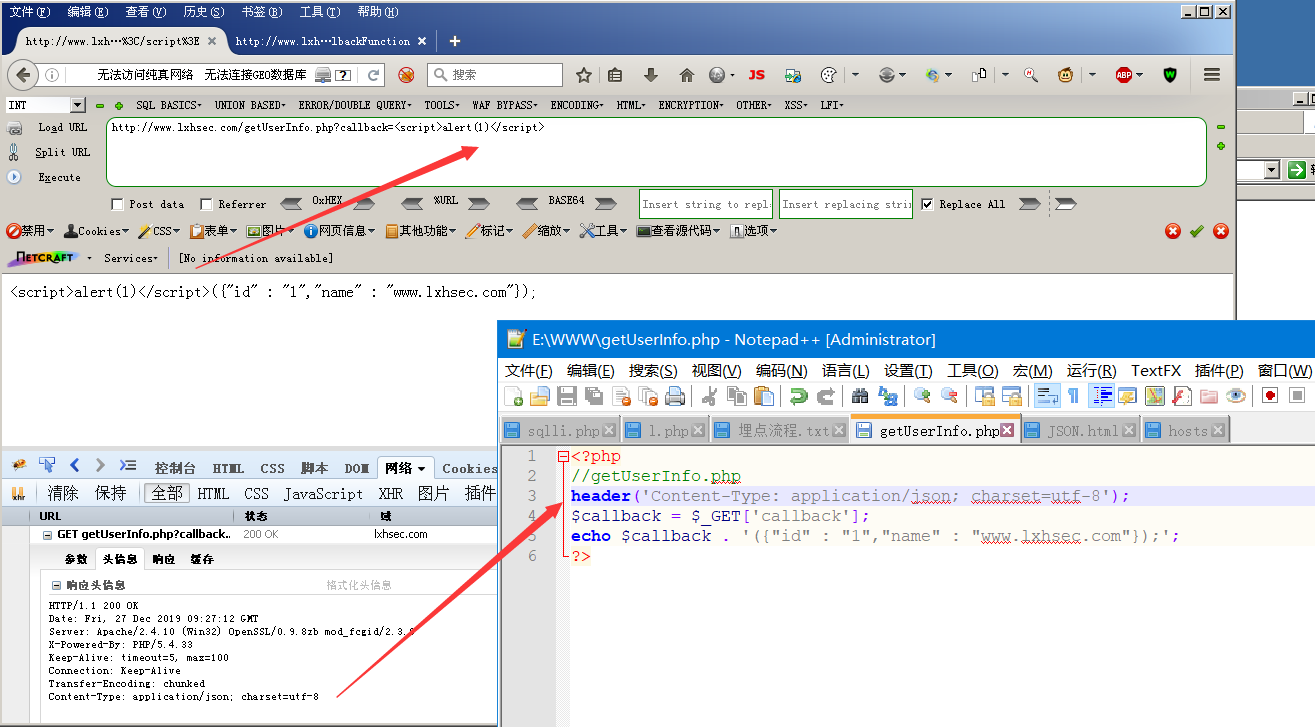 文件(F) 编辑(E) 查看(V) 历史(S) 书签(B) 工具(T) 帮助(H)
http://www.lxh···%3C/script%3E × http://www.lxh···lbackFunction × +
无法访问纯真网络 无法连接GEO数据库 搜索 JS ABP W
INT SQL BASICS UNION BASED ERROR/DOUBLE QUERY TOOLS WAF BYPASS ENCODING HTML ENCRYPTION OTHER XSS LFI
Load URL http://www.lxhsec.com/getUserInfo.php?callback=<script>alert(1)</script>
Split URL
Execute
Post data Referrer 0xHEX %URL BASE64 Insert string to repl Insert replacing stri Replace All
禁用 Cookies CSS 表单 图片 网页信息 其他功能 标记 缩放 工具 查看源代码 选项
NETCRAFT Services [No information available]
<script>alert(1)</script>({"id" : "1","name" : "www.lxhsec.com"});
E:\WWW\getUserInfo.php - Notepad++ [Administrator]
文件(F) 编辑(E) 搜索(S) 视图(V) 编码(N) 语言(L) 设置(T) 工具(O) 宏(M) 运行(R) TextFX 插件(P) 窗口(W)
sqlli.php 1.php 埋点流程.txt getUserInfo.php JSON.html hosts
1 <?php
2 //getUserInfo.php
3 header('Content-Type: application/json; charset=utf-8');
4 $callback = $_GET['callback'];
5 echo $callback . '({"id" : "1","name" : "www.lxhsec.com"});';
6 ?>
控制台 HTML CSS 脚本 DOM 网络 Cookies
xhr 清除 保持 全部 HTML CSS JavaScript XHR 图片 插件
URL 状态 域
GET getUserInfo.php?callback.. 200 OK lxhsec.com
参数 头信息 响应 缓存
响应头信息 格式化头信息
HTTP/1.1 200 OK
Date: Fri, 27 Dec 2019 09:27:12 GMT
Server: Apache/2.4.10 (Win32) OpenSSL/0.9.8zb mod_fcgid/2.3.9
X-Powered-By: PHP/5.4.33
Keep-Alive: timeout=5, max=100
Connection: Keep-Alive
Transfer-Encoding: chunked
Content-Type: application/json; charset=utf-8